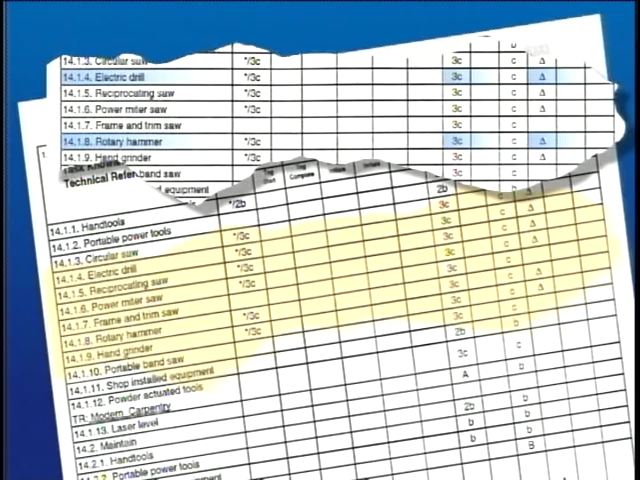 b
14.1.3. Circular saw */3c 3c c Δ
14.1.4. Electric drill */3c 3c c Δ
14.1.5. Reciprocating saw */3c 3c c Δ
14.1.6. Power miter saw */3c 3c c Δ
14.1.7. Frame and trim saw 3c c
14.1.8. Rotary hammer */3c 3c c Δ
14.1.9. Hand grinder */3c 3c c Δ
band saw 3c c
d equipment 2b b Δ
Technical Refer
*/2b 3c c Δ
14.1.1. Handtools
14.1.2. Portable power tools 3c c
14.1.3. Circular saw */3c 3c c Δ
14.1.4. Electric drill */3c 3c c
14.1.5. Reciprocating saw */3c 3c c Δ
14.1.6. Power miter saw */3c 3c c Δ
14.1.7. Frame and trim saw
14.1.8. Rotary hammer */3c 3c c
14.1.9. Hand grinder */3c 2b b
14.1.10. Portable band saw
14.1.11. Shop installed equipment 3c c
14.1.12. Powder actuated tools A b
TR: Modern Carpentry
14.1.13. Laser level 2b b
14.2. Maintain b b
14.2.1. Handtools b b
Portable power tools B